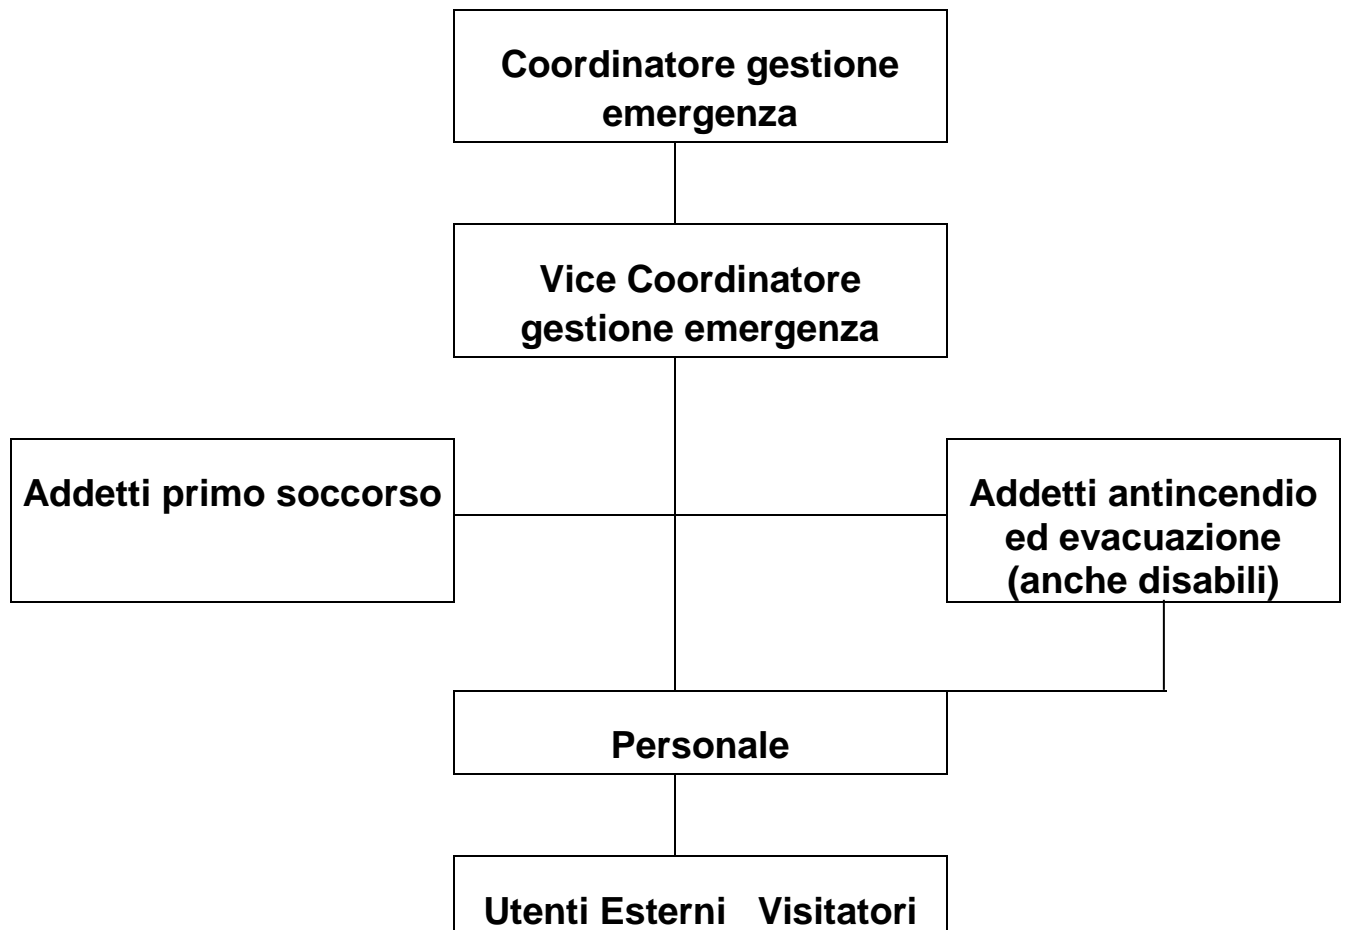 Coordinatore gestione
emergenza
Vice Coordinatore
gestione emergenza
Addetti primo soccorso
Addetti antincendio
ed evacuazione
(anche disabili)
Personale
Utenti Esterni   Visitatori